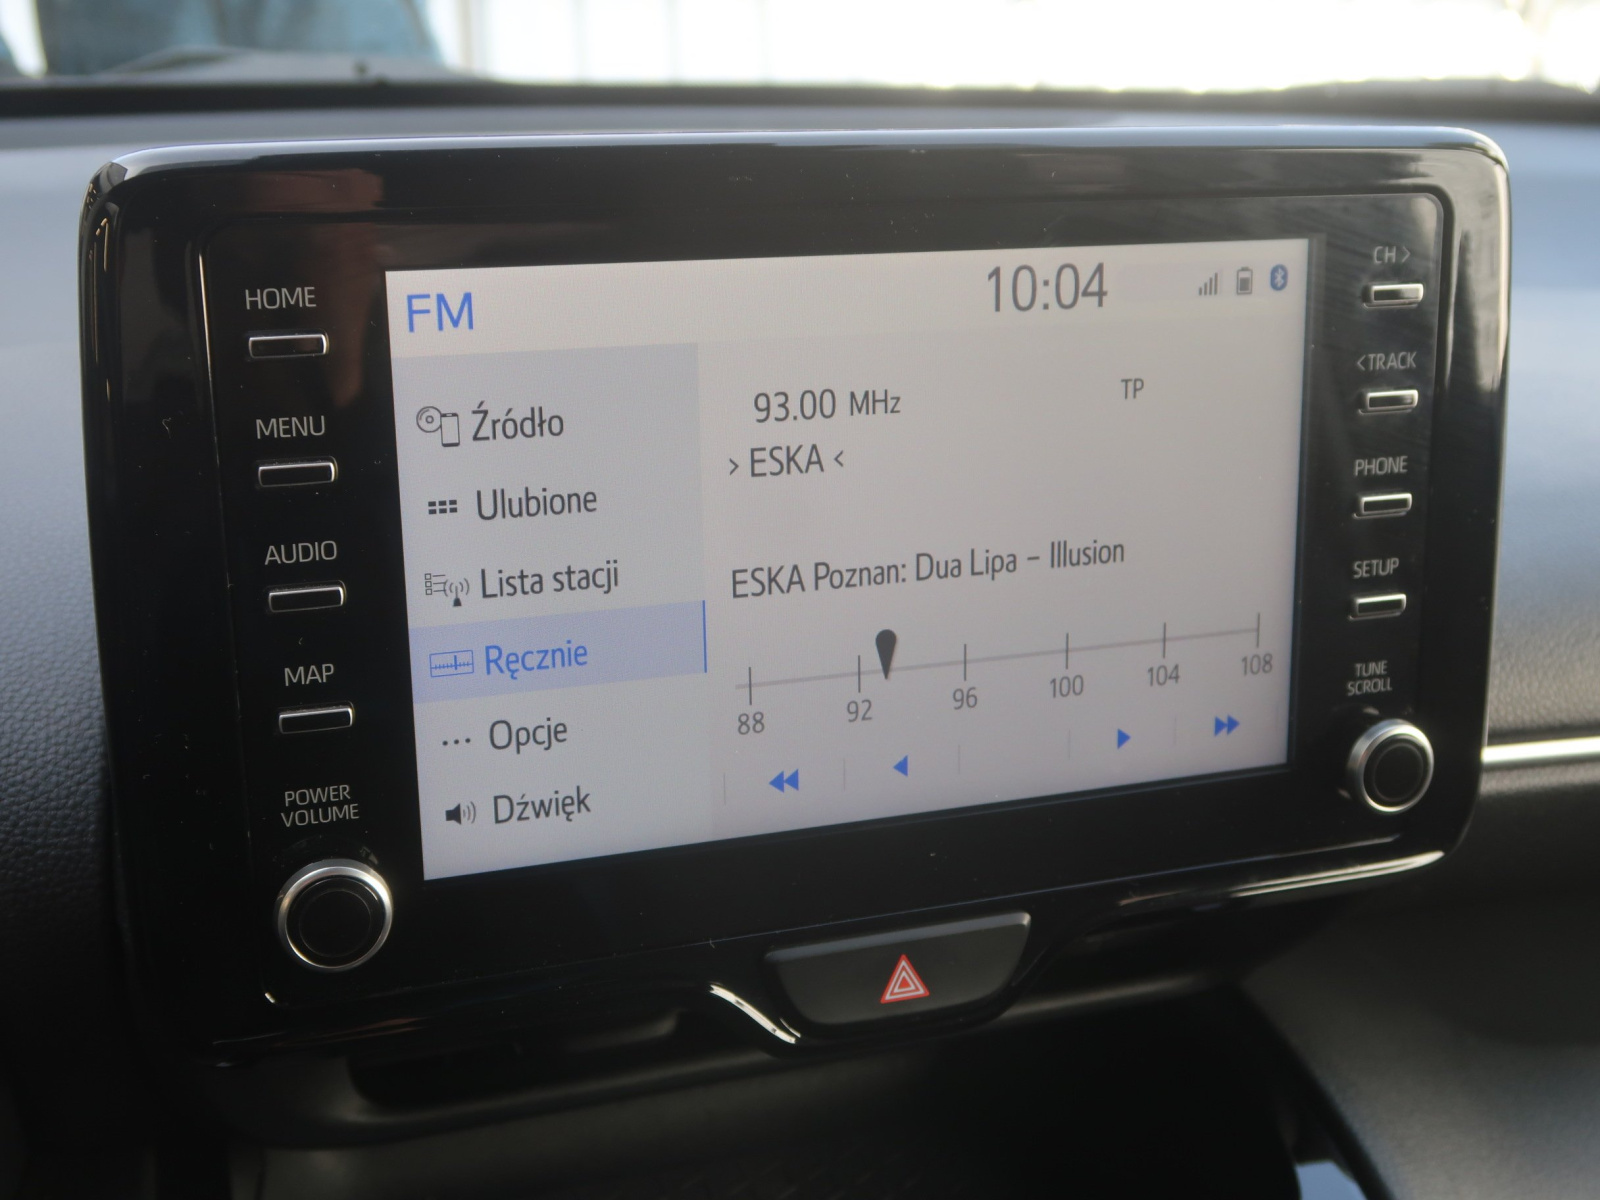 HOME
MENU
AUDIO
MAP
POWER
VOLUME
FM
10:04
Źródło
Ulubione
Lista stacji
Ręcznie
... Opcje
Dźwięk
93.00 MHz
TP
> ESKA <
ESKA Poznan: Dua Lipa - Illusion
88 92 96 100 104 108
CH >
< TRACK
PHONE
SETUP
TUNE
SCROLL